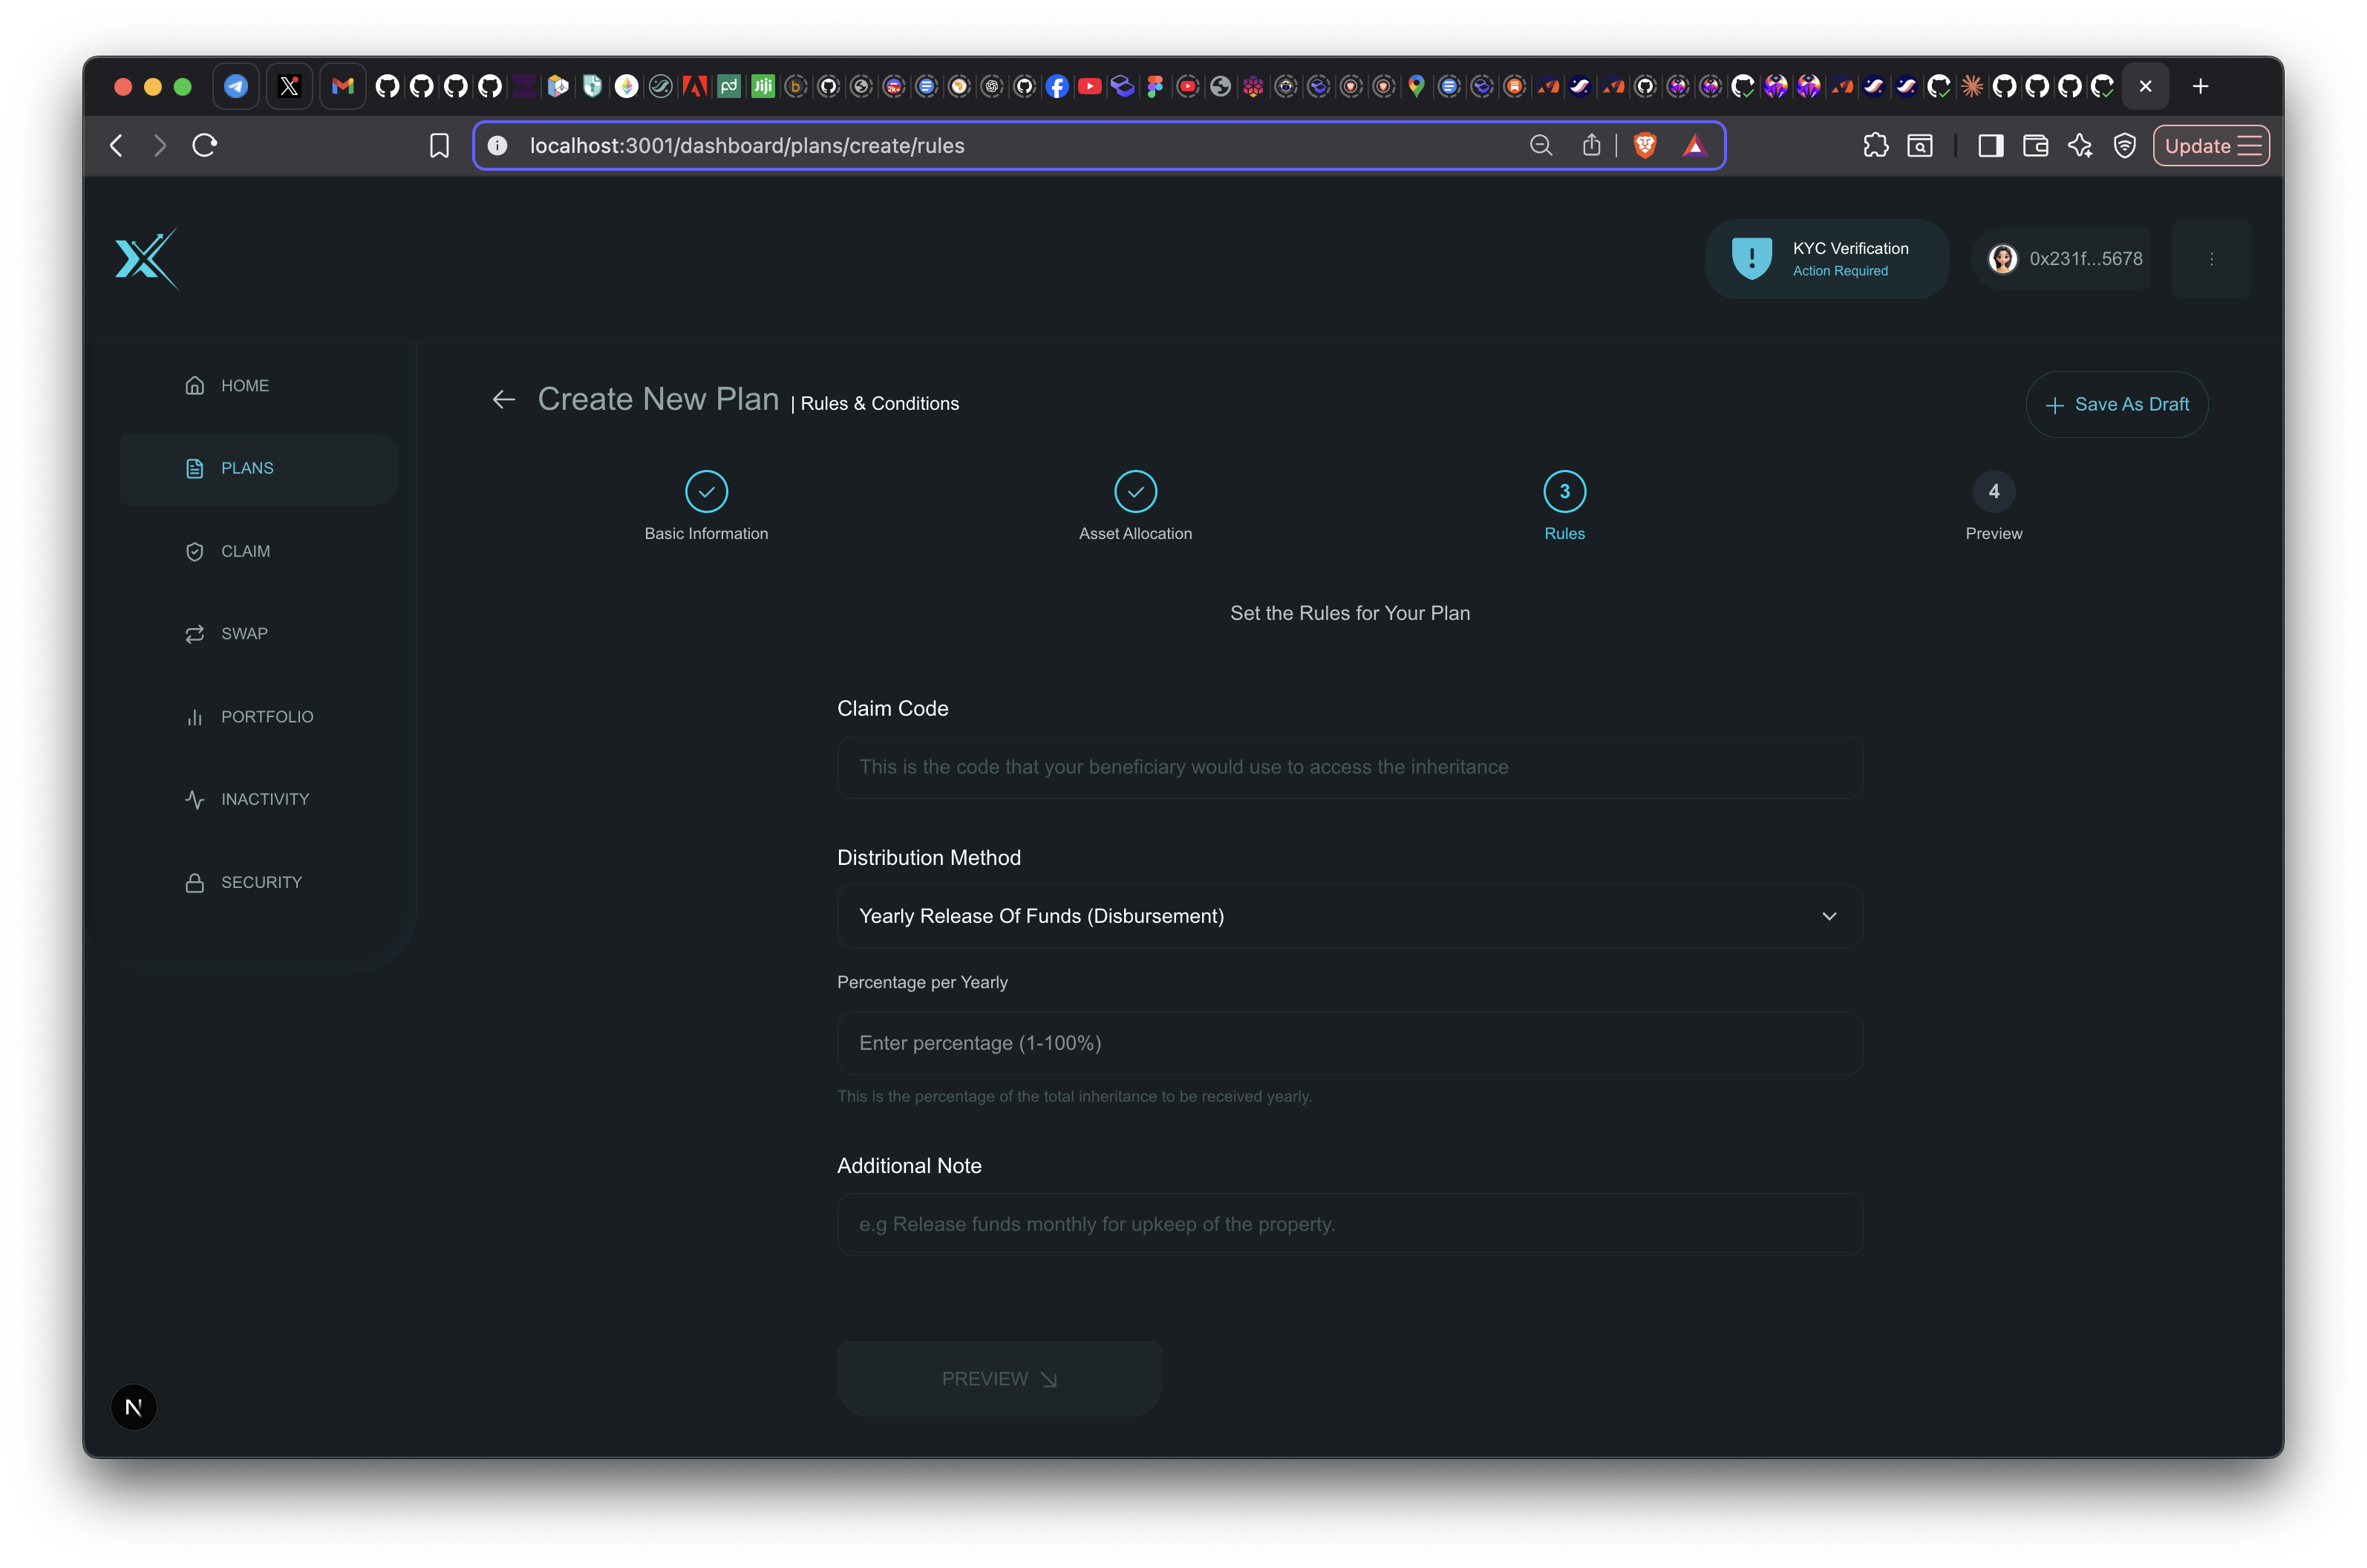 localhost:3001/dashboard/plans/create/rules
Update
KYC Verification
Action Required
0x231f...5678
HOME
PLANS
CLAIM
SWAP
PORTFOLIO
INACTIVITY
SECURITY
Create New Plan | Rules & Conditions
Save As Draft
3
4
Basic Information
Asset Allocation
Rules
Preview
Set the Rules for Your Plan
Claim Code
This is the code that your beneficiary would use to access the inheritance
Distribution Method
Yearly Release Of Funds (Disbursement)
Percentage per Yearly
Enter percentage (1-100%)
This is the percentage of the total inheritance to be received yearly.
Additional Note
e.g Release funds monthly for upkeep of the property.
PREVIEW
N